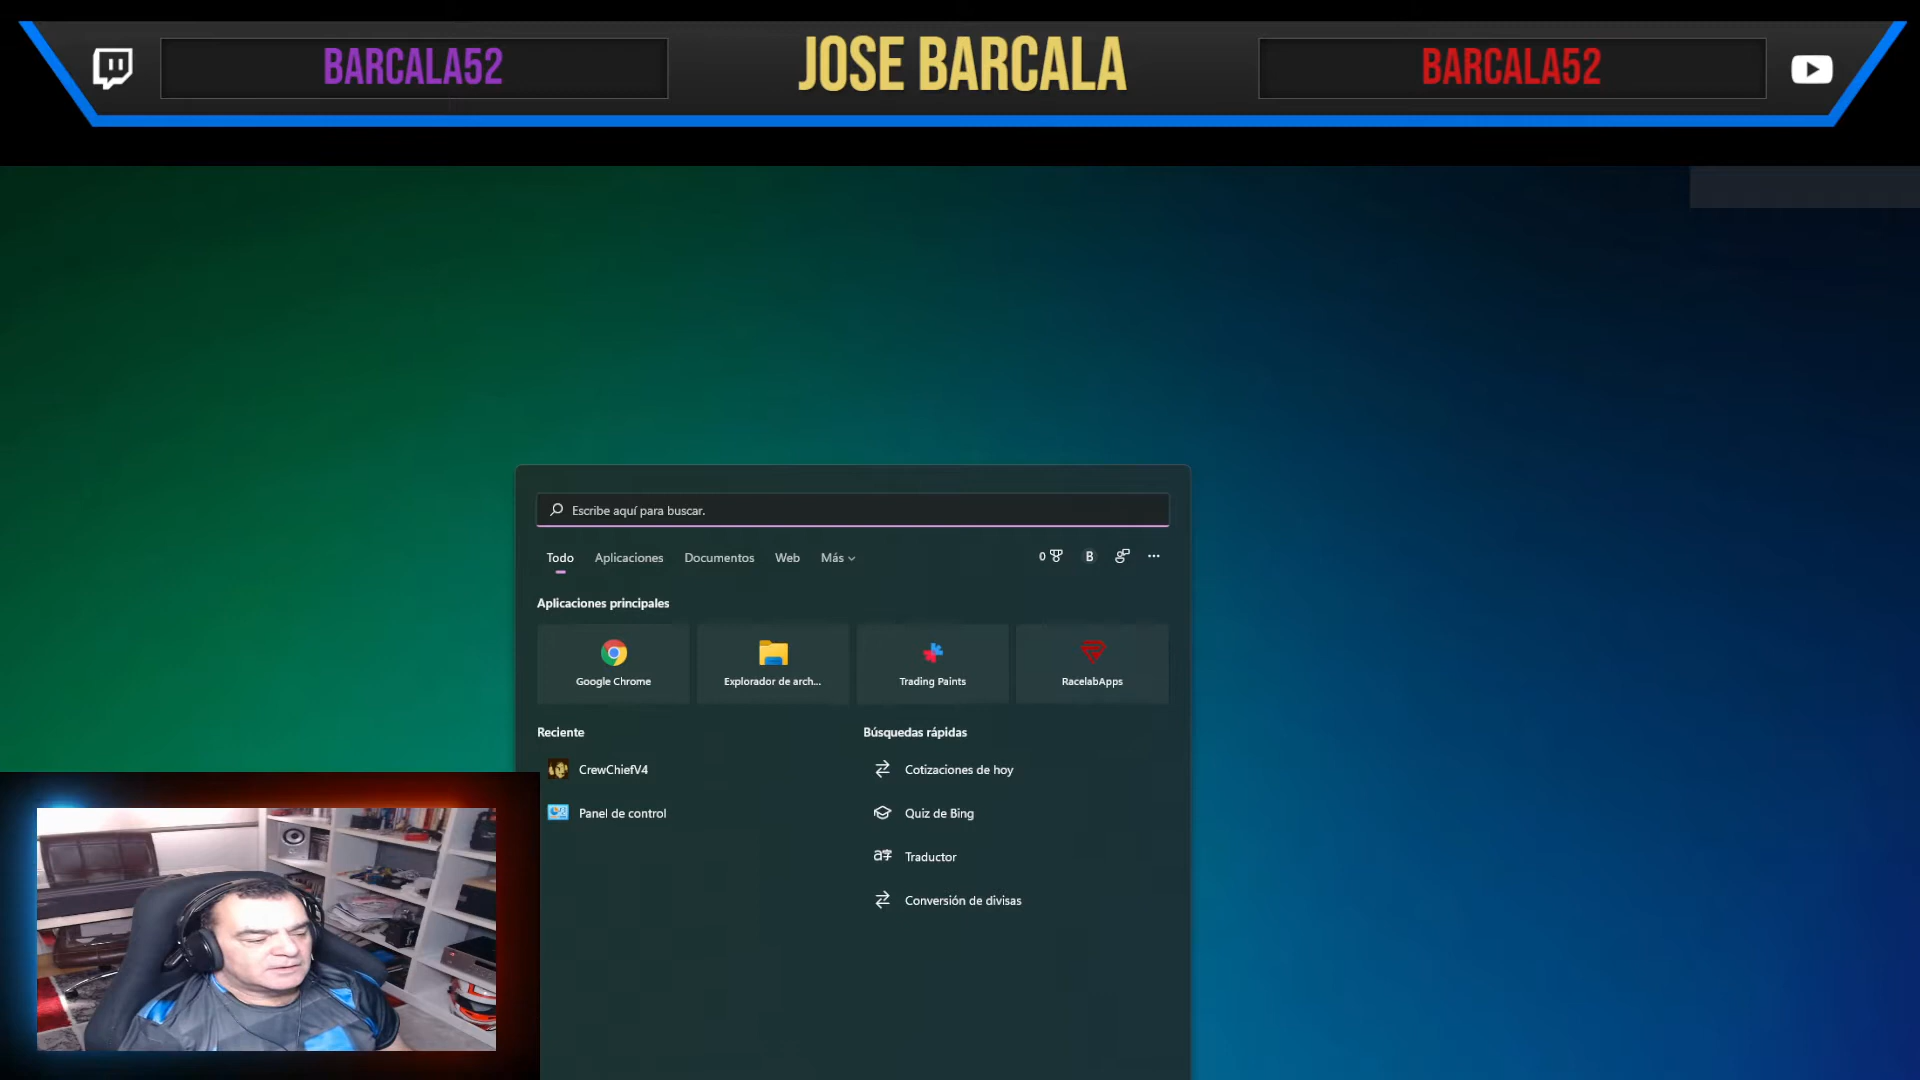 BARCALA52
JOSE BARCALA
BARCALA52
Escribe aquí para buscar.
Todo
Aplicaciones
Documentos
Web
Más
0
B
Aplicaciones principales
Google Chrome
Explorador de arch...
Trading Paints
RacelabApps
Reciente
Búsquedas rápidas
CrewChiefV4
Cotizaciones de hoy
Panel de control
Quiz de Bing
Traductor
Conversión de divisas